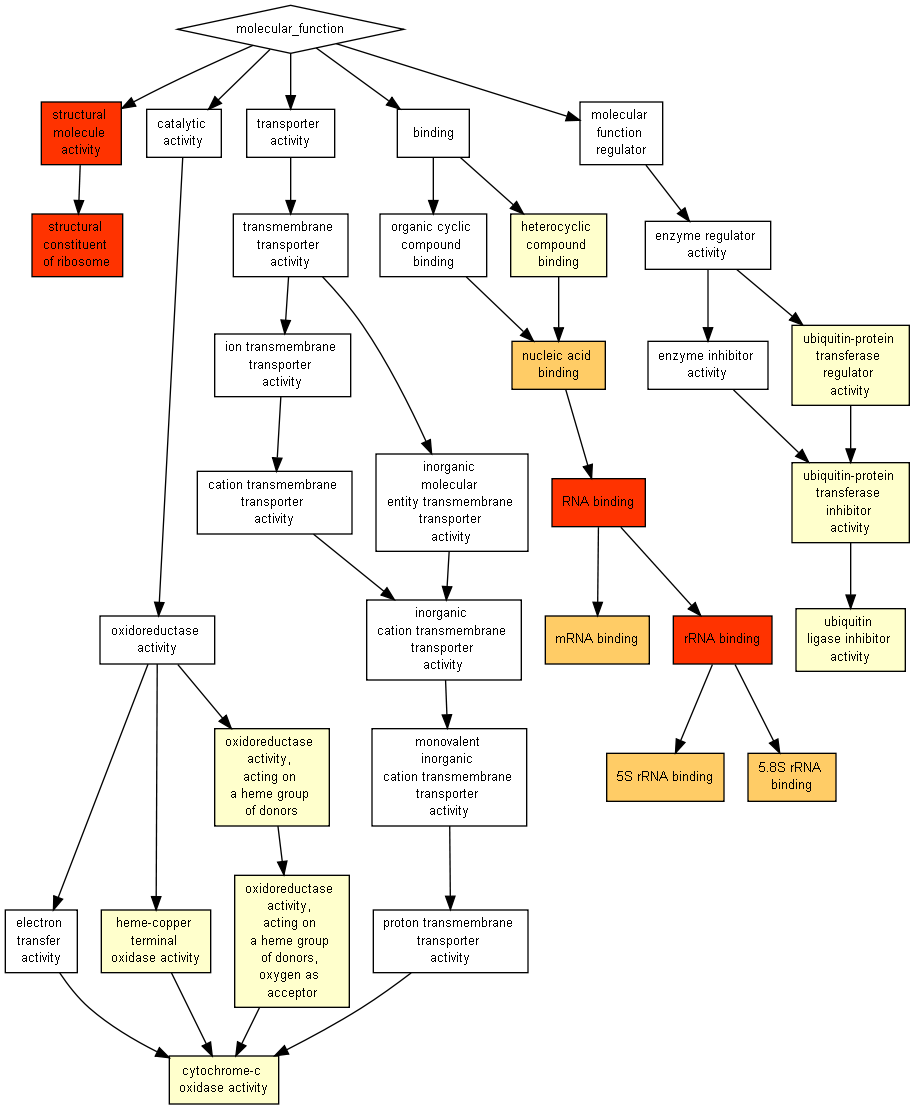 molecular_function
structural
molecule
activity
catalytic
activity
transporter
activity
binding
molecular
function
regulator
structural
constituent
of ribosome
transmembrane
transporter
activity
organic cyclic
compound
binding
heterocyclic
compound
binding
enzyme regulator
activity
ion transmembrane
transporter
activity
nucleic acid
binding
enzyme inhibitor
activity
ubiquitin-protein
transferase
regulator
activity
cation transmembrane
transporter
activity
inorganic
molecular
entity transmembrane
transporter
activity
RNA binding
ubiquitin-protein
transferase
inhibitor
activity
oxidoreductase
activity
inorganic
cation transmembrane
transporter
activity
mRNA binding
rRNA binding
ubiquitin
ligase inhibitor
activity
oxidoreductase
activity,
acting on
a heme group
of donors
monovalent
inorganic
cation transmembrane
transporter
activity
5S rRNA binding
5.8S rRNA
binding
electron
transfer
activity
heme-copper
terminal
oxidase activity
oxidoreductase
activity,
acting on
a heme group
of donors,
oxygen as
acceptor
proton transmembrane
transporter
activity
cytochrome-c
oxidase activity